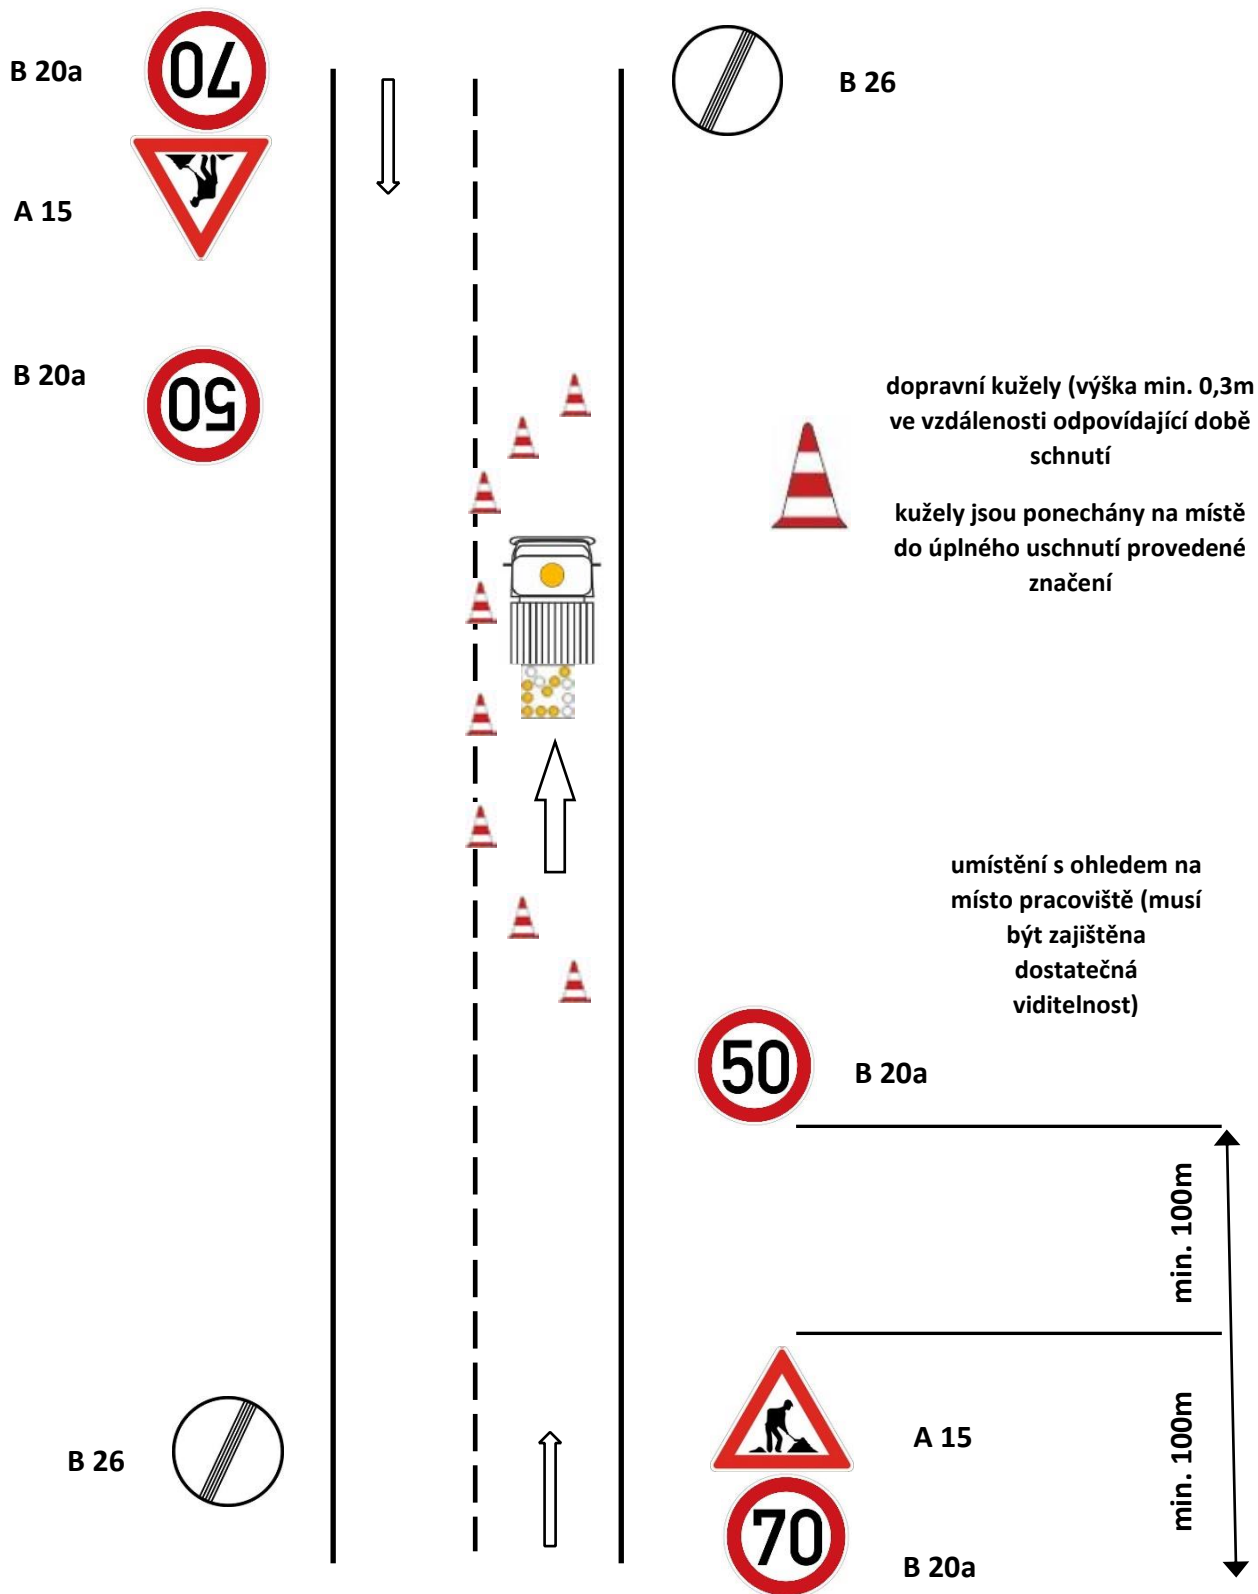 B 20a
70
B 26
A 15
B 20a
50
dopravní kužely (výška min. 0,3m
ve vzdálenosti odpovídající době
schnutí
kužely jsou ponechány na místě
do úplného uschnutí provedené
značení
umístění s ohledem na
místo pracoviště (musí
být zajištěna
dostatečná
viditelnost)
50
B 20a
min. 100m
A 15
B 26
min. 100m
70
B 20a